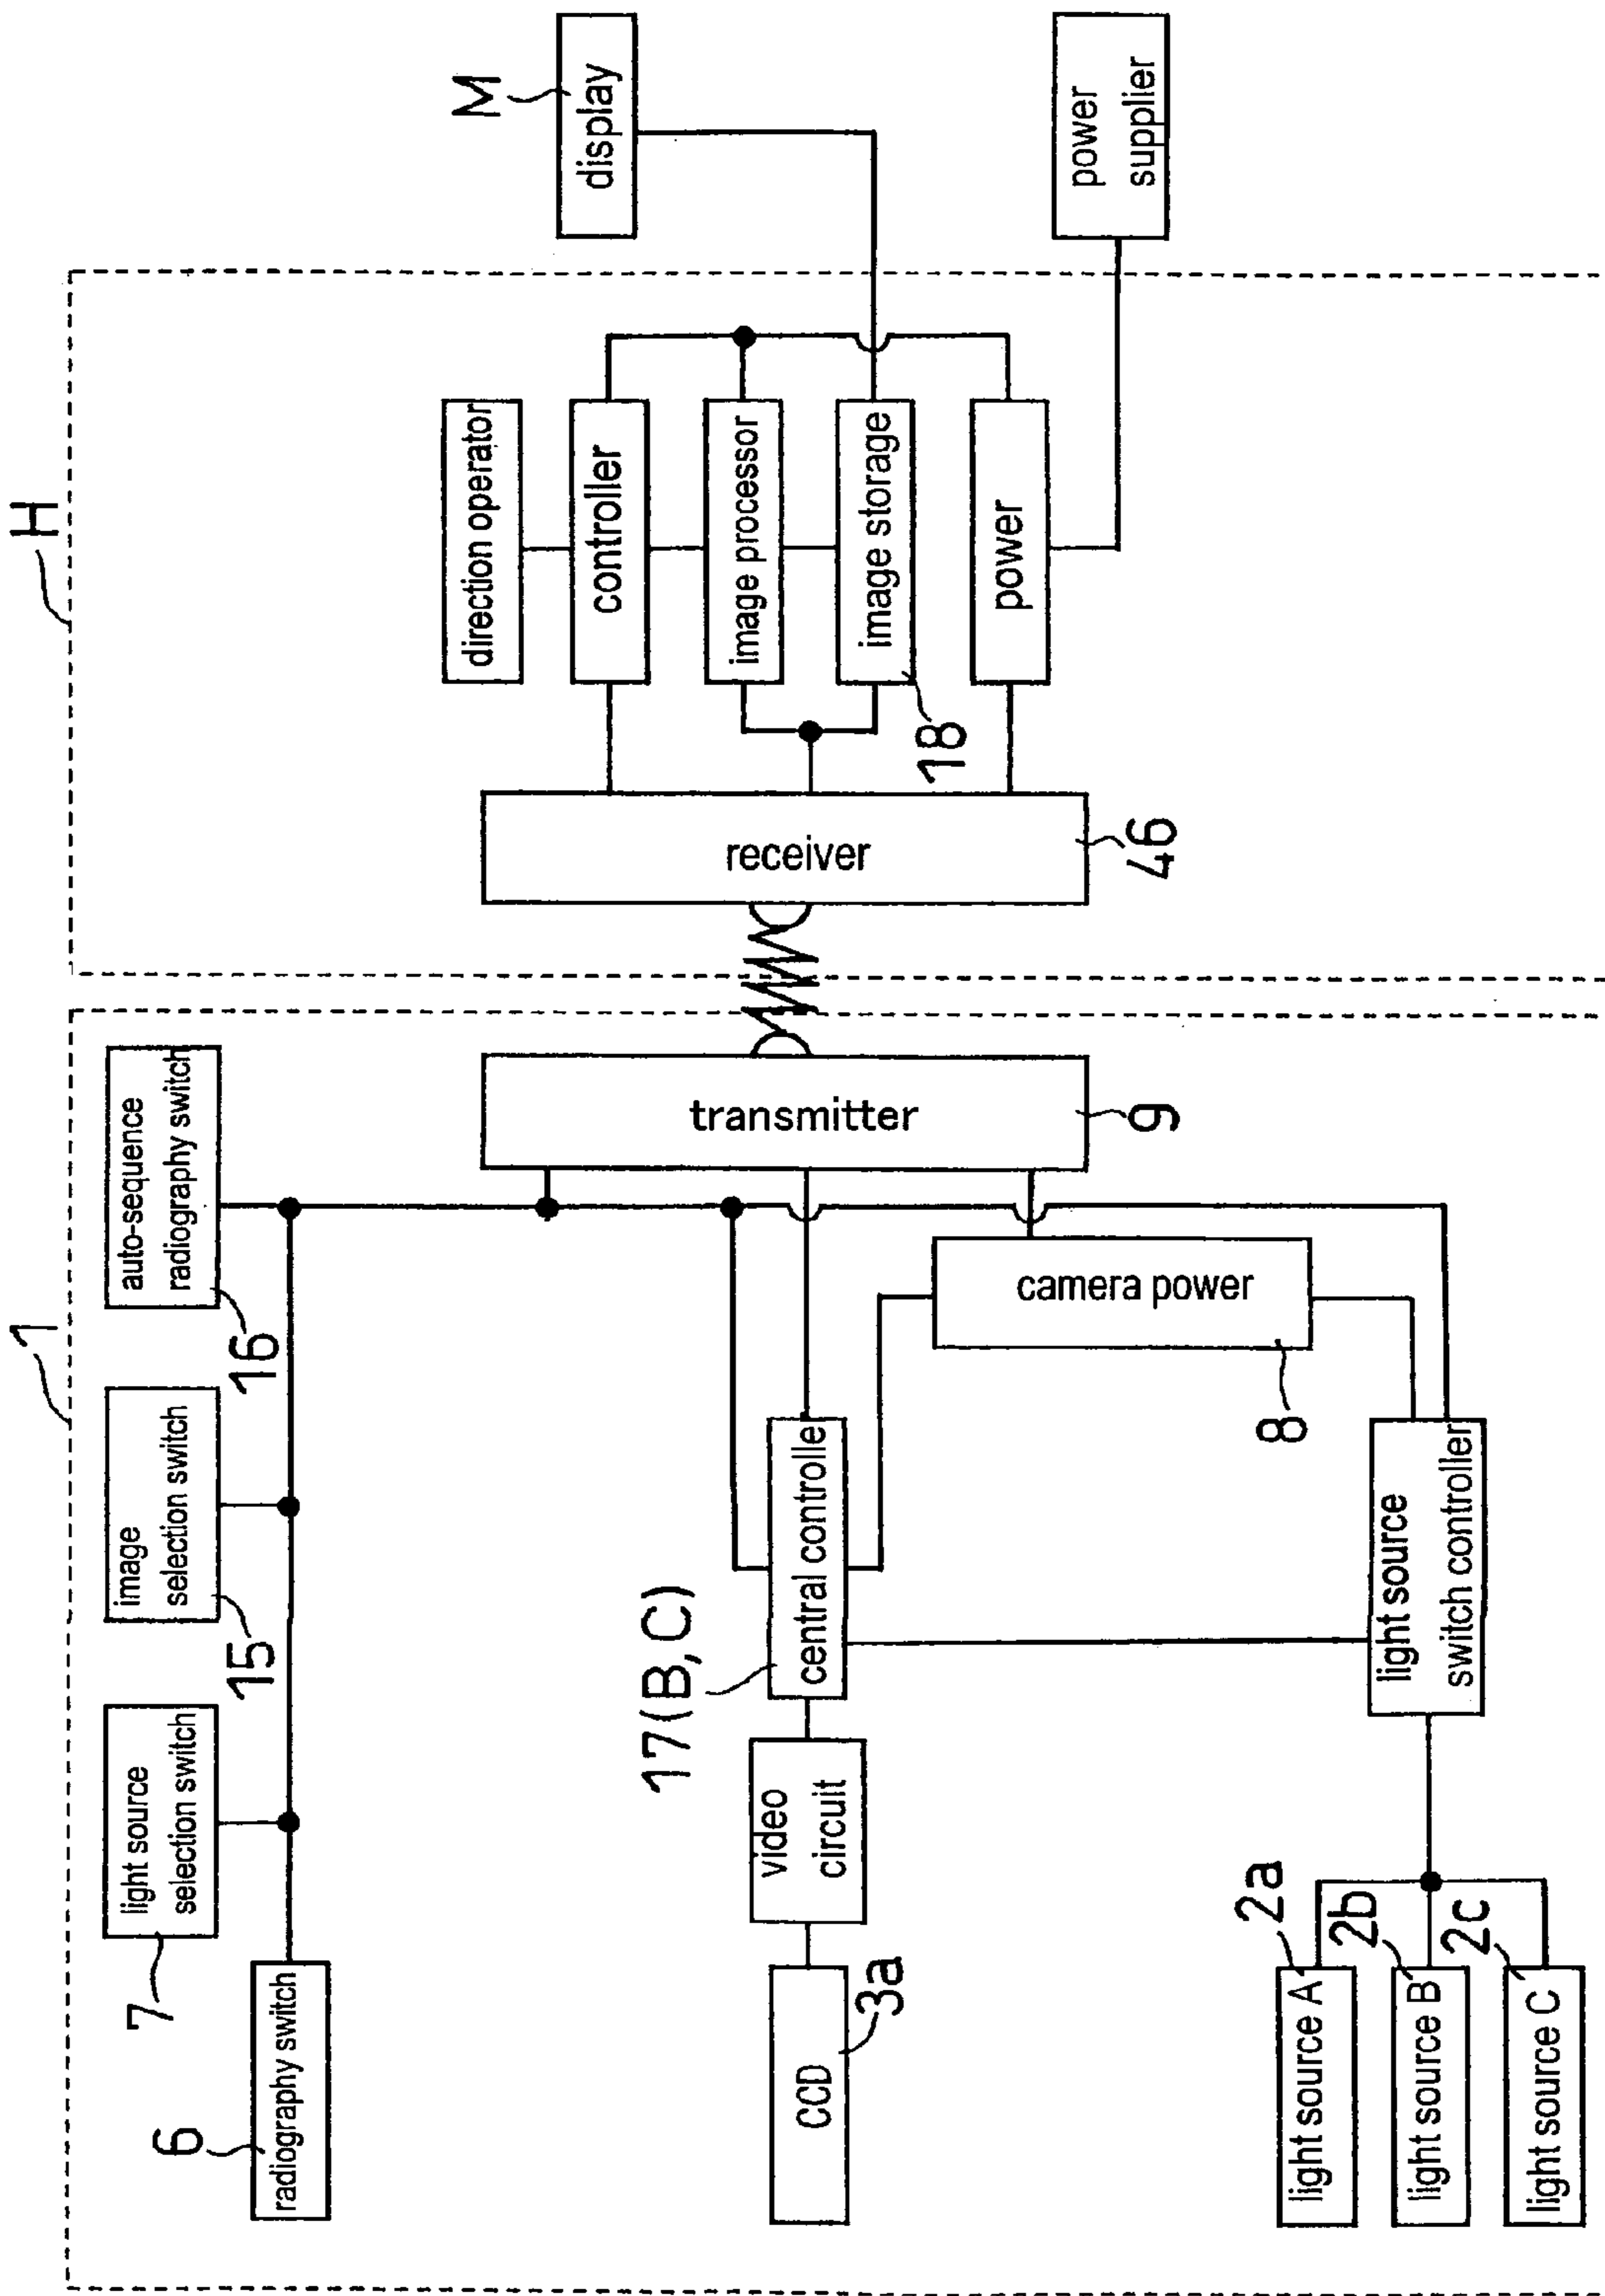 1
H
6
radiography switch
7
light source
selection switch
15
image
selection switch
16
auto-sequence
radiography switch
CCD
3a
video
circuit
17(B,C)
central controlle
camera power
8
transmitter
9
light source A
2a
light source B
2b
light source C
2c
light source
switch controller
receiver
46
direction operator
controller
image processor
image storage
18
power
display
M
power
supplier